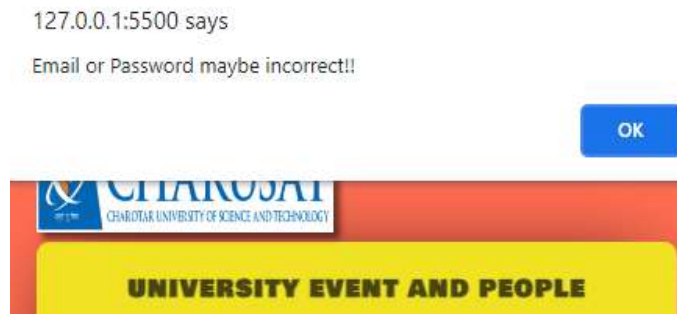 127.0.0.1:5500 says
Email or Password maybe incorrect!!
OK
CHARUSAT
CHAROTAR UNIVERSITY OF SCIENCE AND TECHNOLOGY
UNIVERSITY EVENT AND PEOPLE